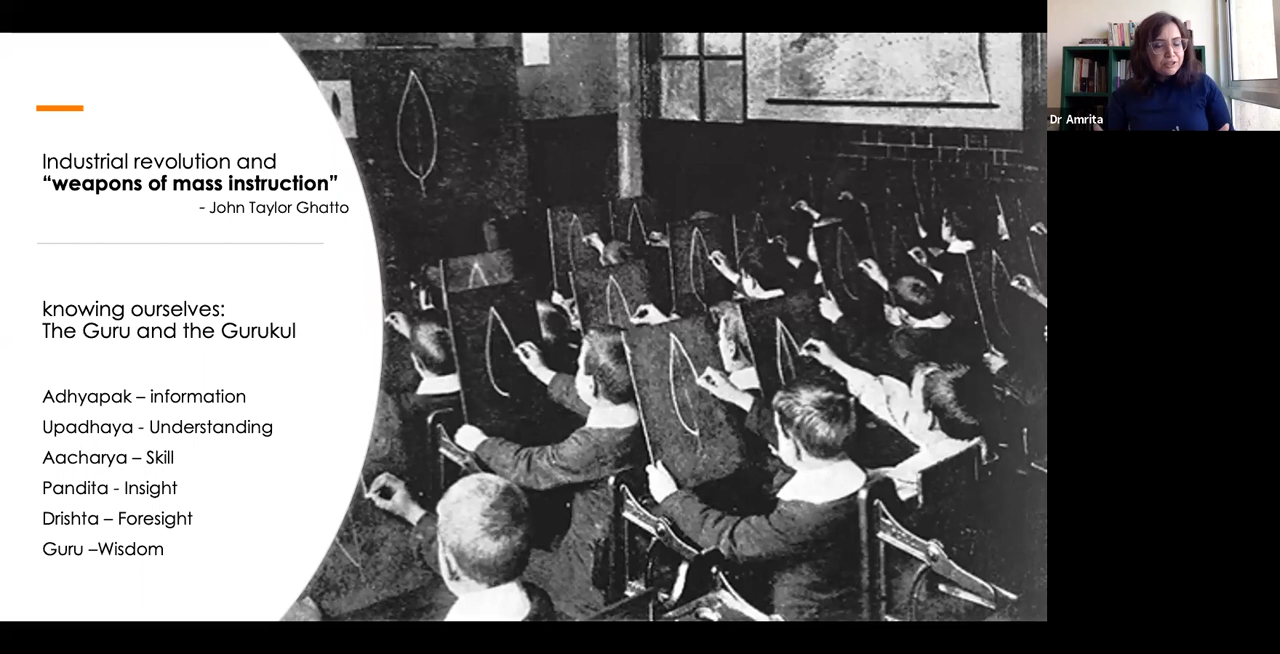 Industrial revolution and
“weapons of mass instruction”
- John Taylor Ghatto
knowing ourselves:
The Guru and the Gurukul
Adhyapak – information
Upadhaya - Understanding
Aacharya – Skill
Pandita - Insight
Drishta – Foresight
Guru –Wisdom
Dr Amrita